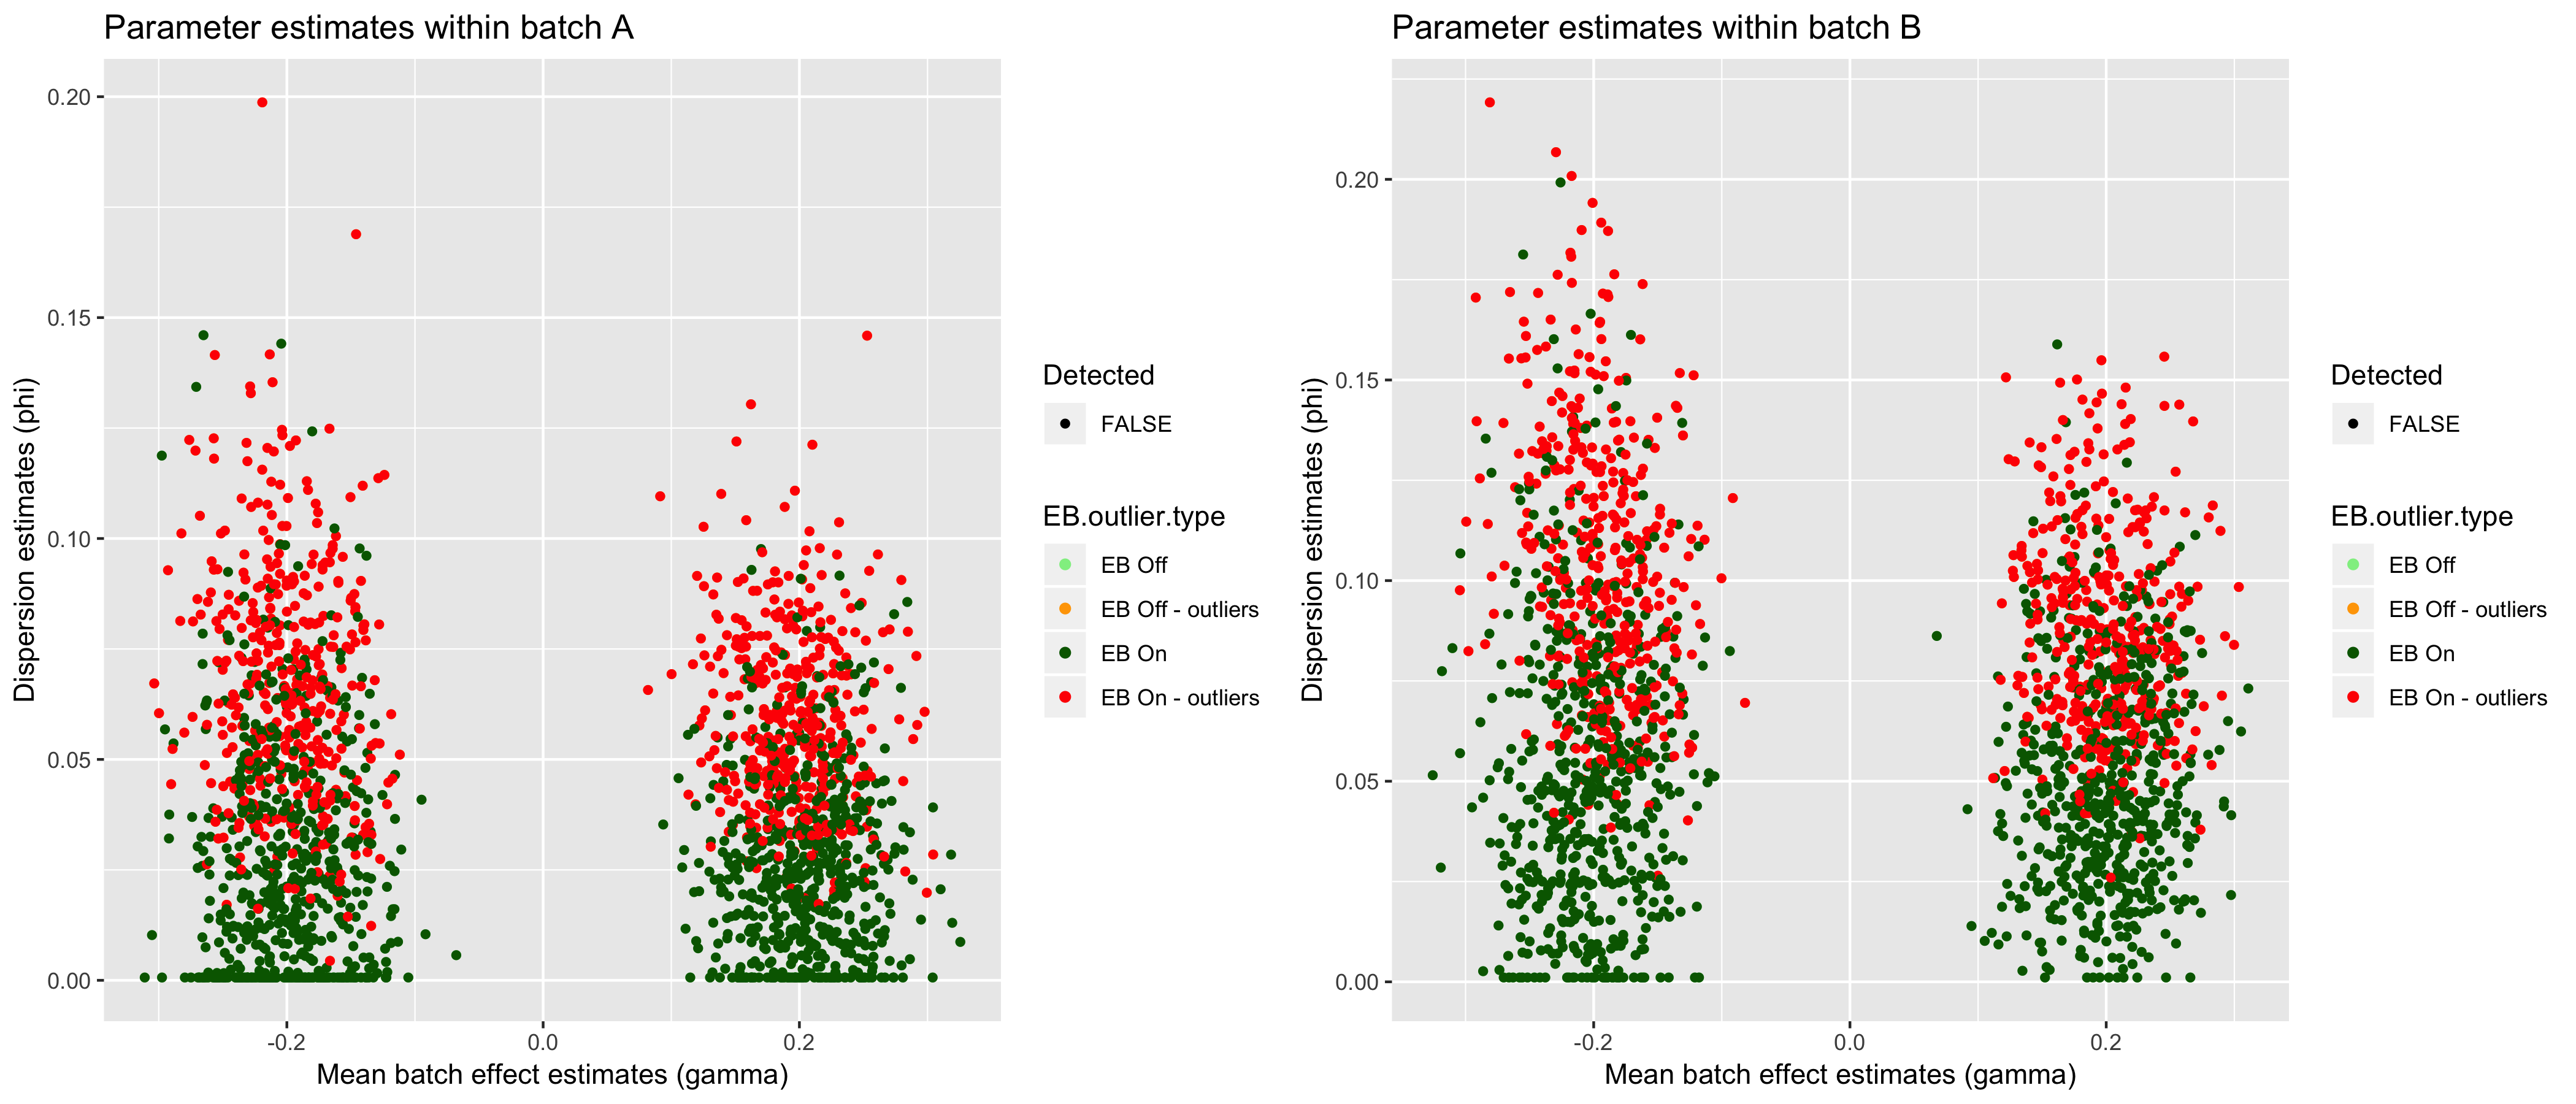 Parameter estimates within batch A
Dispersion estimates (phi)
0.20
0.15
0.10
0.05
0.00
-0.2
0.0
0.2
Mean batch effect estimates (gamma)
Detected
FALSE
EB.outlier.type
EB Off
EB Off - outliers
EB On
EB On - outliers
Parameter estimates within batch B
Dispersion estimates (phi)
0.20
0.15
0.10
0.05
0.00
-0.2
0.0
0.2
Mean batch effect estimates (gamma)
Detected
FALSE
EB.outlier.type
EB Off
EB Off - outliers
EB On
EB On - outliers